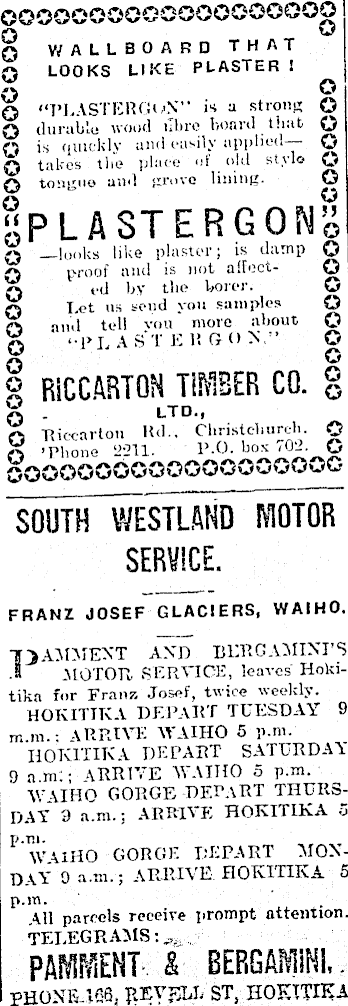 WALLBOARD THAT
LOOKS LIKE PLASTER!
"PLASTERGON" is a strong
durable wood fibre board that
is quickly and easily applied—
takes the place of old style
tongue and grove lining.
"PLASTERGON"
—looks like plaster; is damp
proof and is not affect-
ed by the borer.
Let us send you samples
and tell you more about
"PLASTERGON."
RICCARTON TIMBER CO.
LTD.,
Riccarton Rd., Christchurch.
'Phone 2211. P.O. box 702.
SOUTH WESTLAND MOTOR
SERVICE.
FRANZ JOSEF GLACIERS, WAIHO.
PAMMENT AND BERGAMINI'S
MOTOR SERVICE, leaves Hoki-
tika for Franz Josef, twice weekly.
HOKITIKA DEPART TUESDAY 9
m.m.; ARRIVE WAIHO 5 p.m.
HOKITIKA DEPART SATURDAY
9 a.m.; ARRIVE WAIHO 5 p.m.
WAIHO GORGE DEPART THURS-
DAY 9 a.m.; ARRIVE HOKITIKA 5
p.m.
WAIHO GORGE DEPART MON-
DAY 9 a.m.; ARRIVE HOKITIKA 5
p.m.
All parcels receive prompt attention.
TELEGRAMS:
PAMMENT & BERGAMINI,
PHONE 166, REVELL ST, HOKITIKA